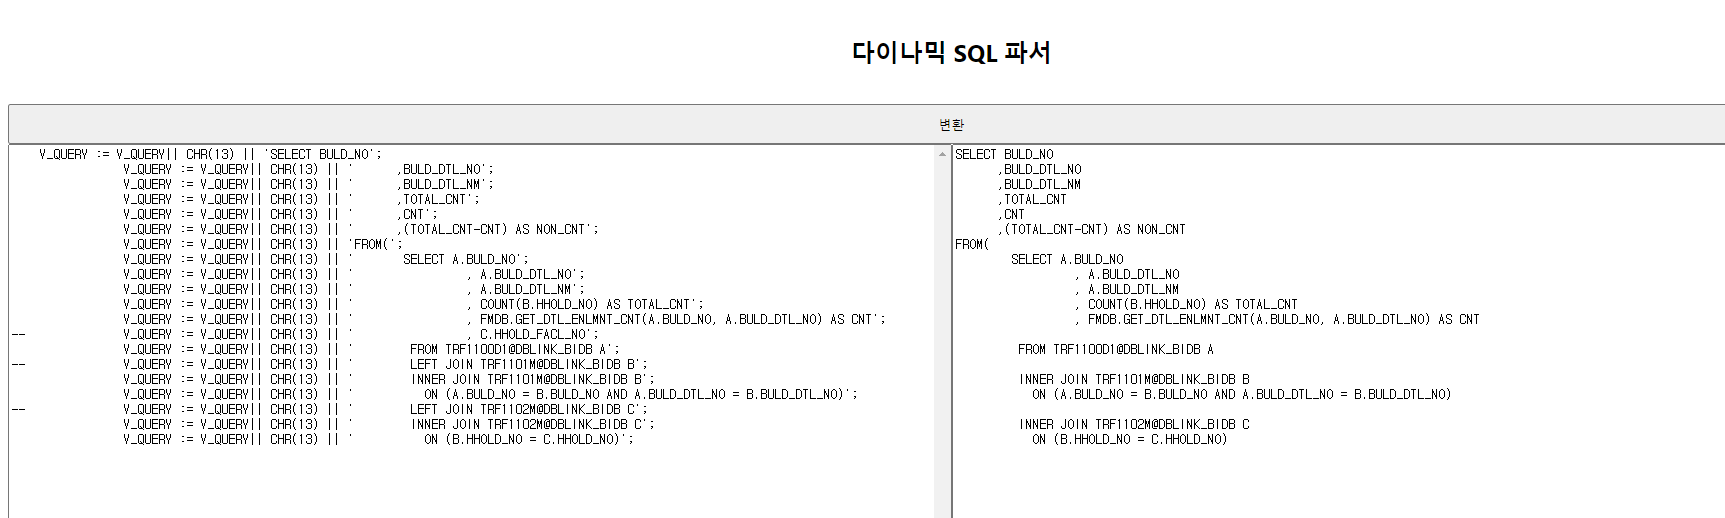 다이나믹 SQL 파서
변환
V_QUERY := V_QUERY|| CHR(13) || 'SELECT BULD_NO';
V_QUERY := V_QUERY|| CHR(13) || '      ,BULD_DTL_NO';
V_QUERY := V_QUERY|| CHR(13) || '      ,BULD_DTL_NM';
V_QUERY := V_QUERY|| CHR(13) || '      ,TOTAL_CNT';
V_QUERY := V_QUERY|| CHR(13) || '      ,CNT';
V_QUERY := V_QUERY|| CHR(13) || '      ,(TOTAL_CNT-CNT) AS NON_CNT';
V_QUERY := V_QUERY|| CHR(13) || 'FROM(';
V_QUERY := V_QUERY|| CHR(13) || '       SELECT A.BULD_NO';
V_QUERY := V_QUERY|| CHR(13) || '                , A.BULD_DTL_NO';
V_QUERY := V_QUERY|| CHR(13) || '                , A.BULD_DTL_NM';
V_QUERY := V_QUERY|| CHR(13) || '                , COUNT(B.HHOLD_NO) AS TOTAL_CNT';
V_QUERY := V_QUERY|| CHR(13) || '                , FMDB.GET_DTL_ENLMNT_CNT(A.BULD_NO, A.BULD_DTL_NO) AS CNT';
--              V_QUERY := V_QUERY|| CHR(13) || '                , C.HHOLD_FACL_NO';
V_QUERY := V_QUERY|| CHR(13) || '        FROM TRF1100D1@DBLINK_BIDB A';
--              V_QUERY := V_QUERY|| CHR(13) || '        LEFT JOIN TRF1101M@DBLINK_BIDB B';
V_QUERY := V_QUERY|| CHR(13) || '        INNER JOIN TRF1101M@DBLINK_BIDB B';
V_QUERY := V_QUERY|| CHR(13) || '          ON (A.BULD_NO = B.BULD_NO AND A.BULD_DTL_NO = B.BULD_DTL_NO)';
--              V_QUERY := V_QUERY|| CHR(13) || '        LEFT JOIN TRF1102M@DBLINK_BIDB C';
V_QUERY := V_QUERY|| CHR(13) || '        INNER JOIN TRF1102M@DBLINK_BIDB C';
V_QUERY := V_QUERY|| CHR(13) || '          ON (B.HHOLD_NO = C.HHOLD_NO)';
SELECT BULD_NO
,BULD_DTL_NO
,BULD_DTL_NM
,TOTAL_CNT
,CNT
,(TOTAL_CNT-CNT) AS NON_CNT
FROM(
SELECT A.BULD_NO
, A.BULD_DTL_NO
, A.BULD_DTL_NM
, COUNT(B.HHOLD_NO) AS TOTAL_CNT
, FMDB.GET_DTL_ENLMNT_CNT(A.BULD_NO, A.BULD_DTL_NO) AS CNT
FROM TRF1100D1@DBLINK_BIDB A
INNER JOIN TRF1101M@DBLINK_BIDB B
ON (A.BULD_NO = B.BULD_NO AND A.BULD_DTL_NO = B.BULD_DTL_NO)
INNER JOIN TRF1102M@DBLINK_BIDB C
ON (B.HHOLD_NO = C.HHOLD_NO)